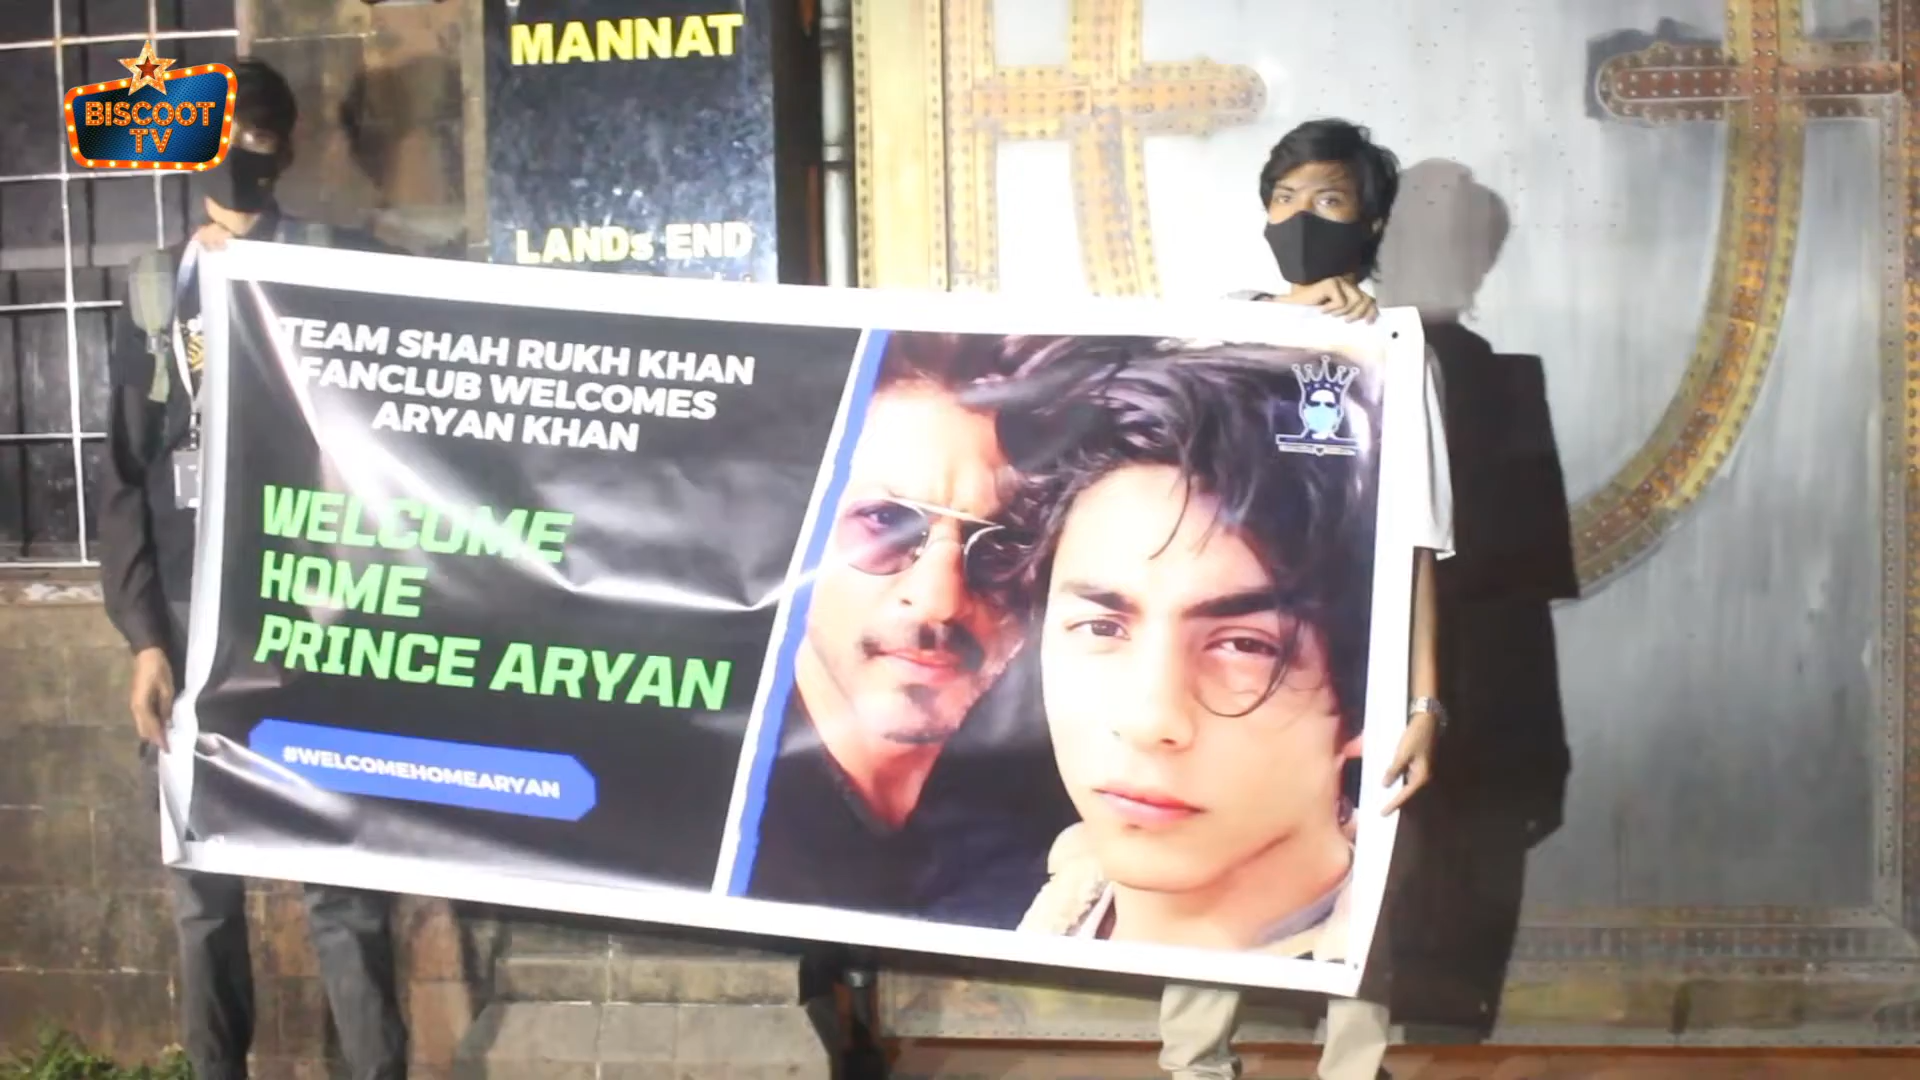 BISCOOT
TV
MANNAT
LANDs END
TEAM SHAH RUKH KHAN
FANCLUB WELCOMES
ARYAN KHAN
WELCOME
HOME
PRINCE ARYAN
#WELCOMEHOMEARYAN